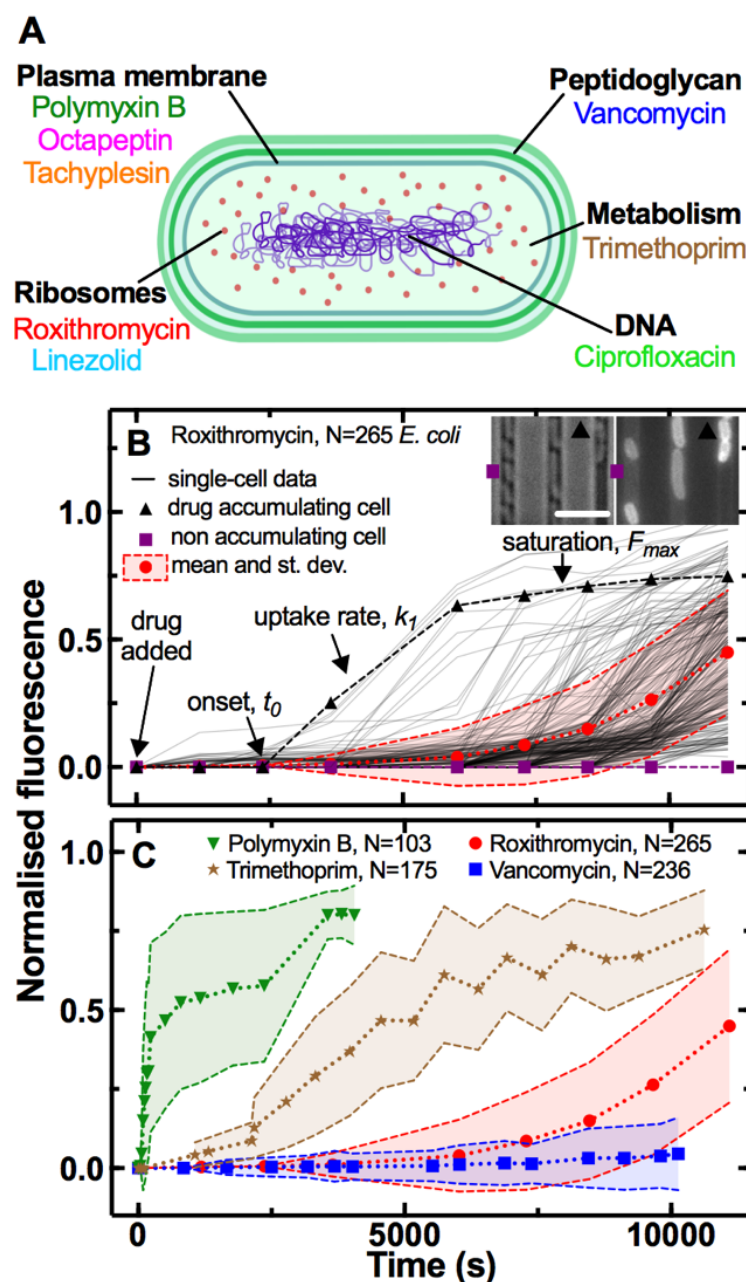 A
Plasma membrane
Polymyxin B
Octapeptin
Tachyplesin
Peptidoglycan
Vancomycin
Metabolism
Trimethoprim
Ribosomes
Roxithromycin
Linezolid
DNA
Ciprofloxacin
B Roxithromycin, N=265 E. coli
single-cell data
drug accumulating cell
non accumulating cell
mean and st. dev.
saturation, Fmax
uptake rate, k1
drug
added
onset, t0
1.0
0.5
0.0
Normalised fluorescence
0
5000
10000
C
Polymyxin B, N=103
Roxithromycin, N=265
Trimethoprim, N=175
Vancomycin, N=236
1.0
0.5
0.0
0
5000
10000
Time (s)